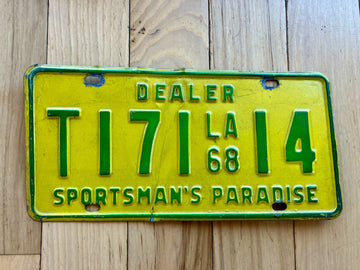 DEALER
T171 LA 68 14
SPORTSMAN'S PARADISE